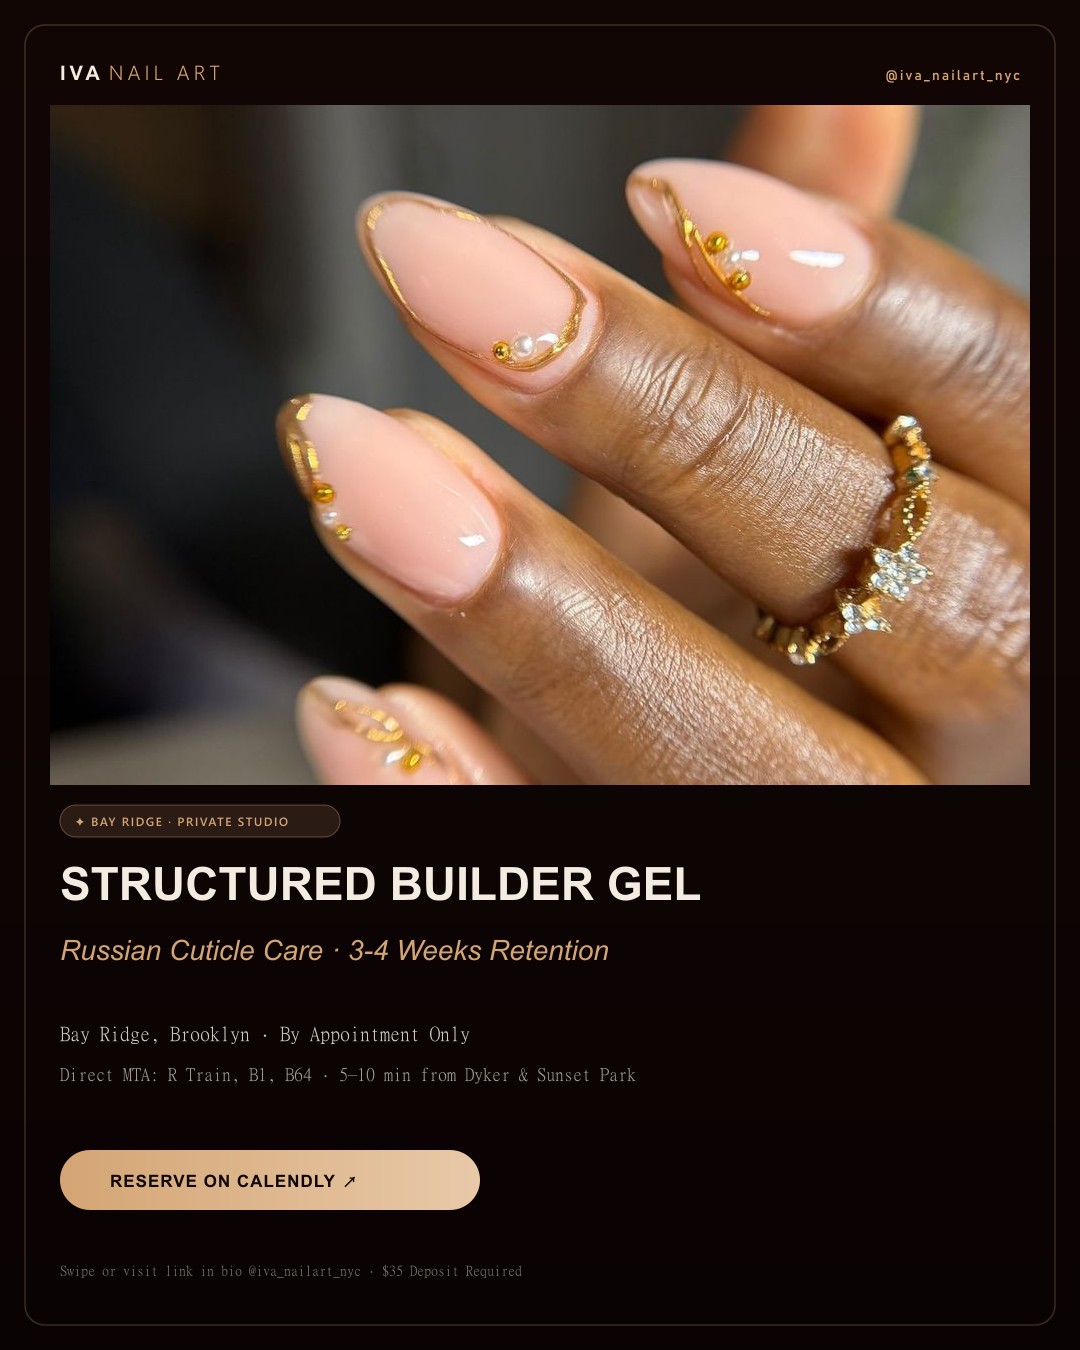 IVA NAIL ART
@iva_nailart_nyc
✦ BAY RIDGE · PRIVATE STUDIO
STRUCTURED BUILDER GEL
Russian Cuticle Care · 3-4 Weeks Retention
Bay Ridge, Brooklyn · By Appointment Only
Direct MTA: R Train, B1, B64 · 5–10 min from Dyker & Sunset Park
RESERVE ON CALENDLY ↗
Swipe or visit link in bio @iva_nailart_nyc · $35 Deposit Required